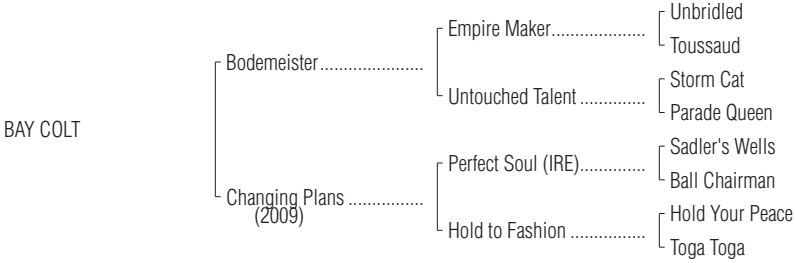 BAY COLT
Bodemeister......................
Changing Plans ................
(2009)
Empire Maker....................
Untouched Talent ..............
Perfect Soul (IRE)..............
Hold to Fashion ................
Unbridled
Toussaud
Storm Cat
Parade Queen
Sadler's Wells
Ball Chairman
Hold Your Peace
Toga Toga